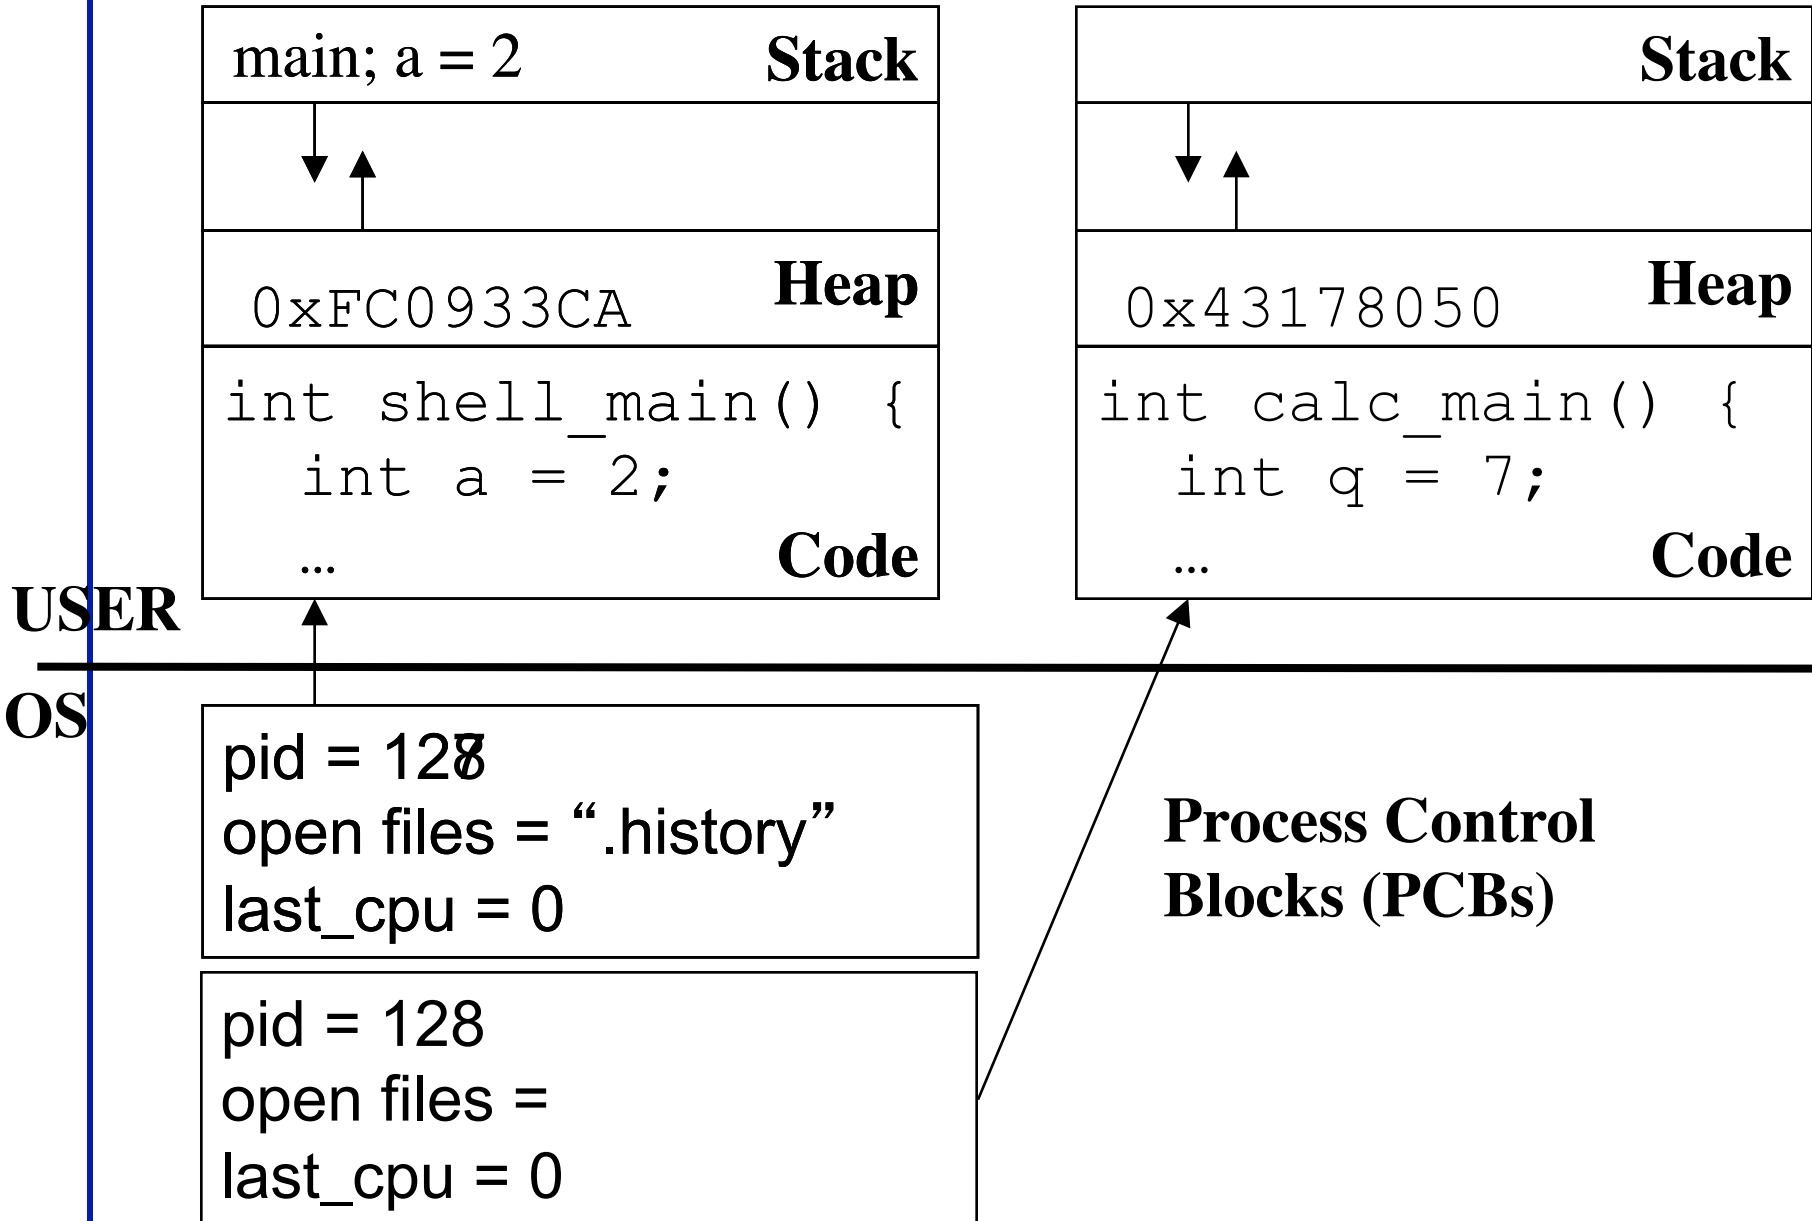 main; a = 2 Stack
Heap
0xFC0933CA
int shell_main() {
int a = 2;
… Code
Stack
Heap
0x43178050
int calc_main() {
int q = 7;
… Code
USER
OS
pid =
open files = “.history”
last_cpu = 0
pid = 128
open files =
last_cpu = 0
Process Control
Blocks (PCBs)